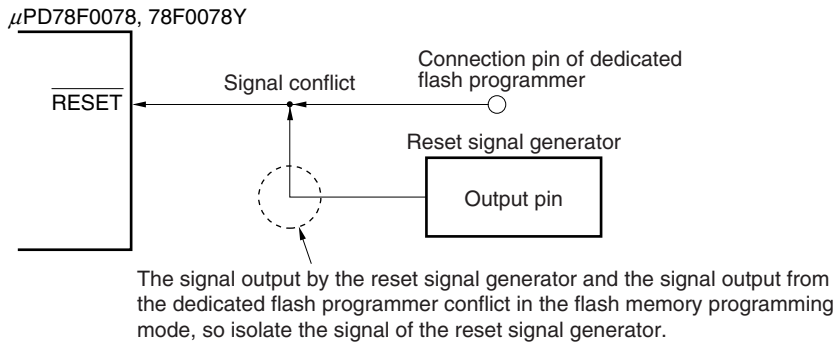 μPD78F0078, 78F0078Y
Connection pin of dedicated
flash programmer
Signal conflict
RESET
Reset signal generator
Output pin
The signal output by the reset signal generator and the signal output from
the dedicated flash programmer conflict in the flash memory programming
mode, so isolate the signal of the reset signal generator.